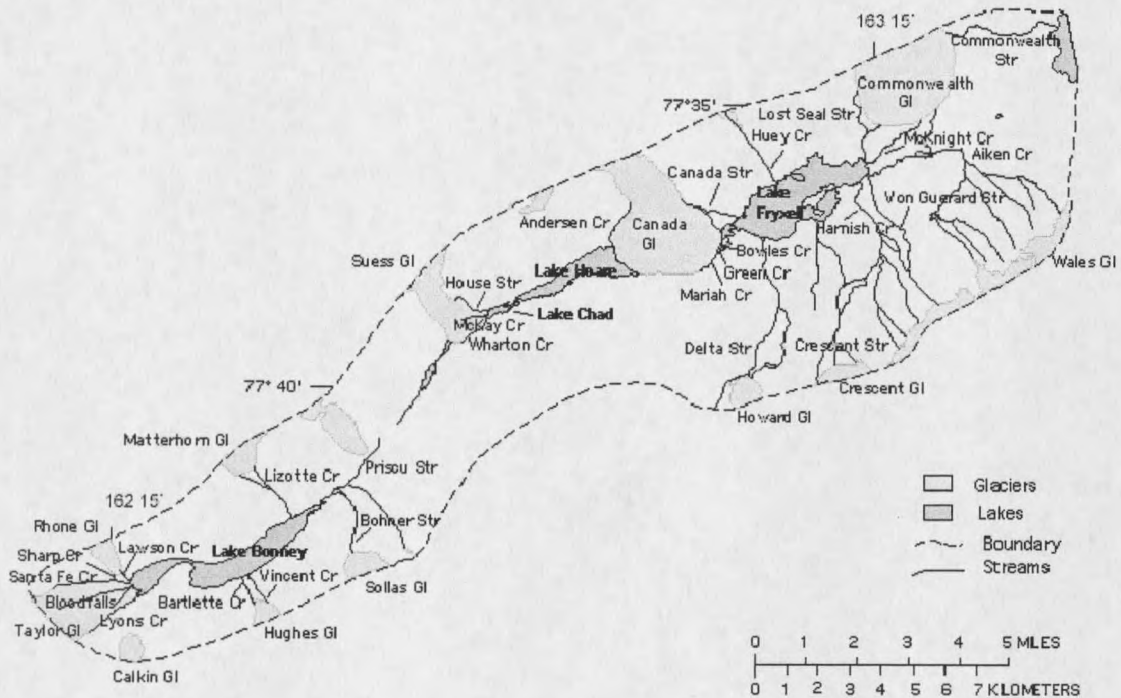 163 15'
Commonwealth
Str
Commonwealth
Gl
77°35'
Lost Seal Str
Huey Cr
McKnight Cr
Aiken Cr
Canada Str
Lake
Fryxell
Von Guerard Str
Andersen Cr
Canada
Gl
Harnish Cr
Bowles Cr
Green Cr
Mariah Cr
Wales Gl
Suess Gl
Lake Hoare
House Str
Lake Chad
McKay Cr
Wharton Cr
Delta Str
Crescent Str
Crescent Gl
Howard Gl
77° 40'
Matterhorn Gl
Lizotte Cr
Priscu Str
162 15'
Rhone Gl
Bohner Str
Sharp Cr
Lawson Cr
Lake Bonney
Santa Fe Cr
Vincent Cr
Bloodfalls
Bartlette Cr
Sollas Gl
Lyons Cr
Taylor Gl
Hughes Gl
Calkin Gl
Glaciers
Lakes
Boundary
Streams
0 1 2 3 4 5 MILES
0 1 2 3 4 5 6 7 KILOMETERS